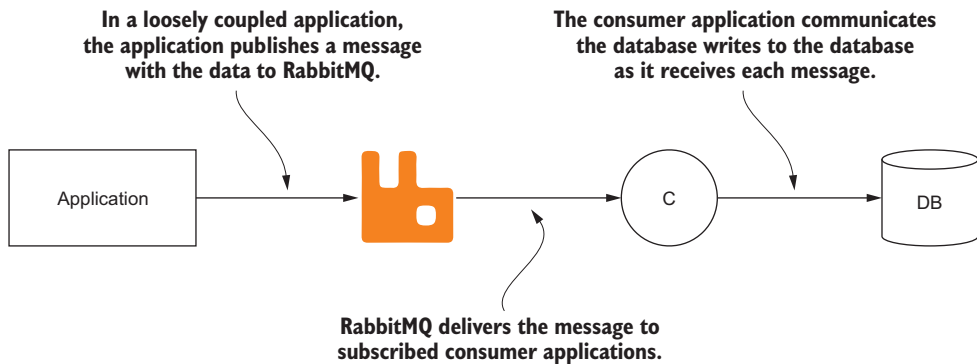 In a loosely coupled application,
the application publishes a message
with the data to RabbitMQ.
The consumer application communicates
the database writes to the database
as it receives each message.
Application
C
DB
RabbitMQ delivers the message to
subscribed consumer applications.